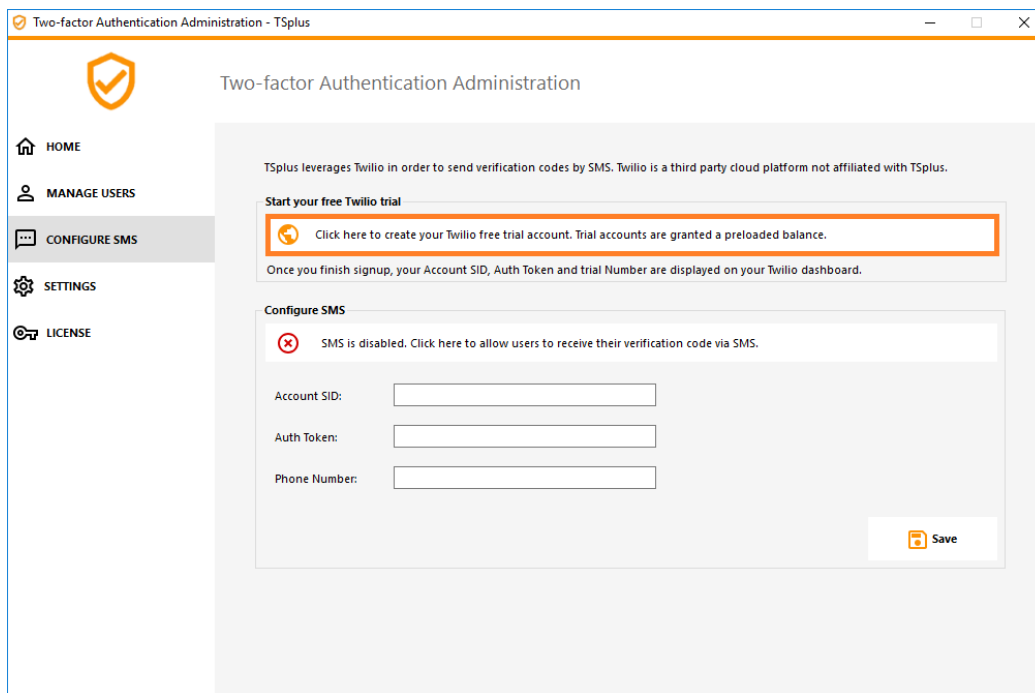 Two-factor Authentication Administration - TSplus
Two-factor Authentication Administration
HOME
MANAGE USERS
CONFIGURE SMS
SETTINGS
LICENSE
TSplus leverages Twilio in order to send verification codes by SMS. Twilio is a third party cloud platform not affiliated with TSplus.
Start your free Twilio trial
Click here to create your Twilio free trial account. Trial accounts are granted a preloaded balance.
Once you finish signup, your Account SID, Auth Token and trial Number are displayed on your Twilio dashboard.
Configure SMS
SMS is disabled. Click here to allow users to receive their verification code via SMS.
Account SID:
Auth Token:
Phone Number:
Save